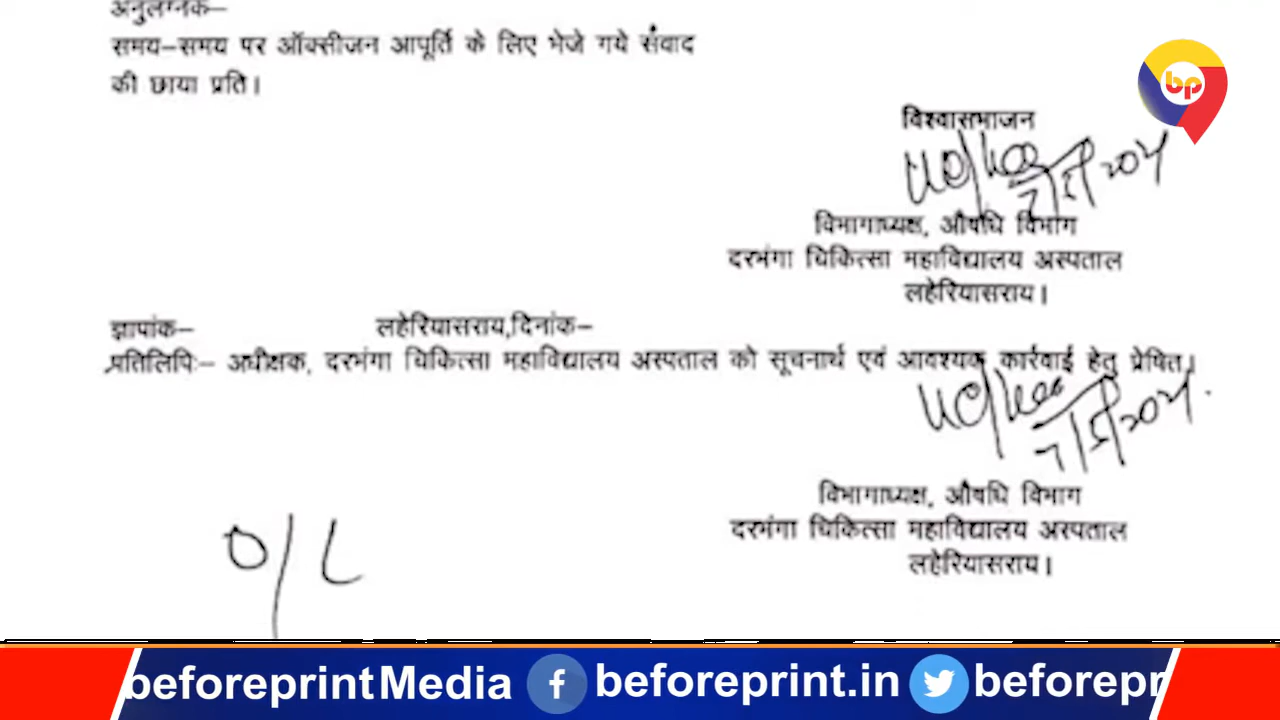 अनुलग्नक–
समय–समय पर ऑक्सीजन आपूर्ति के लिए भेजे गये संवाद
की छाया प्रति।
bp
विश्वासभाजन
विभागाध्यक्ष, औषधि विभाग
दरभंगा चिकित्सा महाविद्यालय अस्पताल
लहेरियासराय।
ज्ञापांक– लहेरियासराय,दिनांक–
प्रतिलिपिः– अधीक्षक, दरभंगा चिकित्सा महाविद्यालय अस्पताल को सूचनार्थ एवं आवश्यक कार्रवाई हेतु प्रेषित।
विभागाध्यक्ष, औषधि विभाग
दरभंगा चिकित्सा महाविद्यालय अस्पताल
लहेरियासराय।
O/C
beforeprintMedia beforeprint.in beforepr